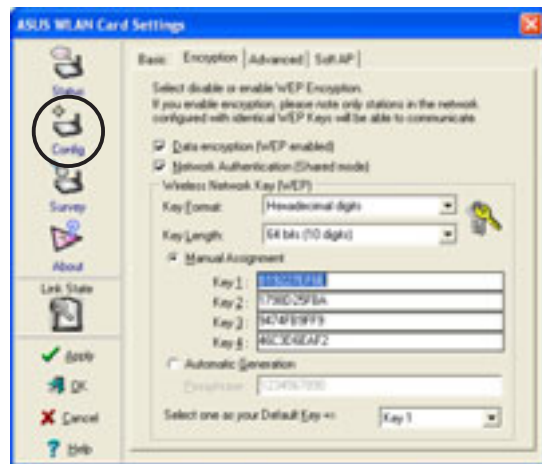 ASUS WLAN Card Settings
Status
Config
Survey
About
Link State
Apply
OK
Cancel
Help
Basic Encryption Advanced Soft AP
Select disable or enable WEP Encryption.
If you enable encryption, please note only stations in the network
configured with identical WEP Keys will be able to communicate.
Data encryption (WEP enabled)
Network Authentication (Shared mode)
Wireless Network Key (WEP)
Key Format: Hexadecimal digits
Key Length: 64 bits (10 digits)
Manual Assignment
Key 1:
Key 2: 1798D25FBA
Key 3: 9474FB9FF9
Key 4: 46C3D6EAF2
Automatic Generation
Passphrase: 1234567890
Select one as your Default Key => Key 1